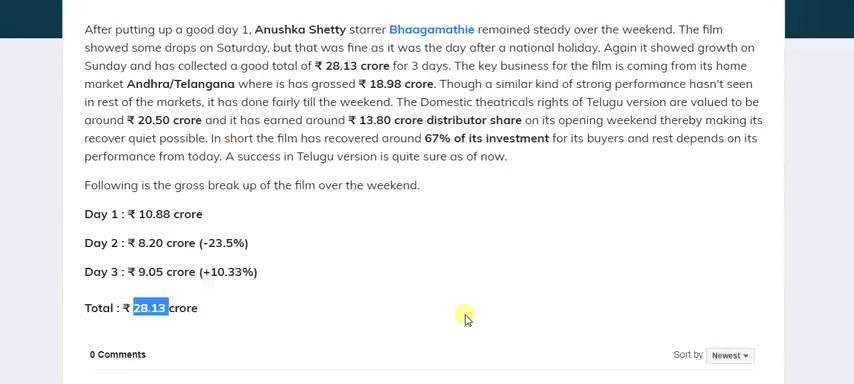 After putting up a good day 1, Anushka Shetty starrer Bhaagamathie remained steady over the weekend. The film
showed some drops on Saturday, but that was fine as it was the day after a national holiday. Again it showed growth on
Sunday and has collected a good total of ₹ 28.13 crore for 3 days. The key business for the film is coming from its home
market Andhra/Telangana where is has grossed ₹ 18.98 crore. Though a similar kind of strong performance hasn't seen
in rest of the markets, it has done fairly till the weekend. The Domestic theatricals rights of Telugu version are valued to be
around ₹ 20.50 crore and it has earned around ₹ 13.80 crore distributor share on its opening weekend thereby making its
recover quiet possible. In short the film has recovered around 67% of its investment for its buyers and rest depends on its
performance from today. A success in Telugu version is quite sure as of now.
Following is the gross break up of the film over the weekend.
Day 1 : ₹ 10.88 crore
Day 2 : ₹ 8.20 crore (-23.5%)
Day 3 : ₹ 9.05 crore (+10.33%)
Total : ₹ 28.13 crore
0 Comments Sort by Newest